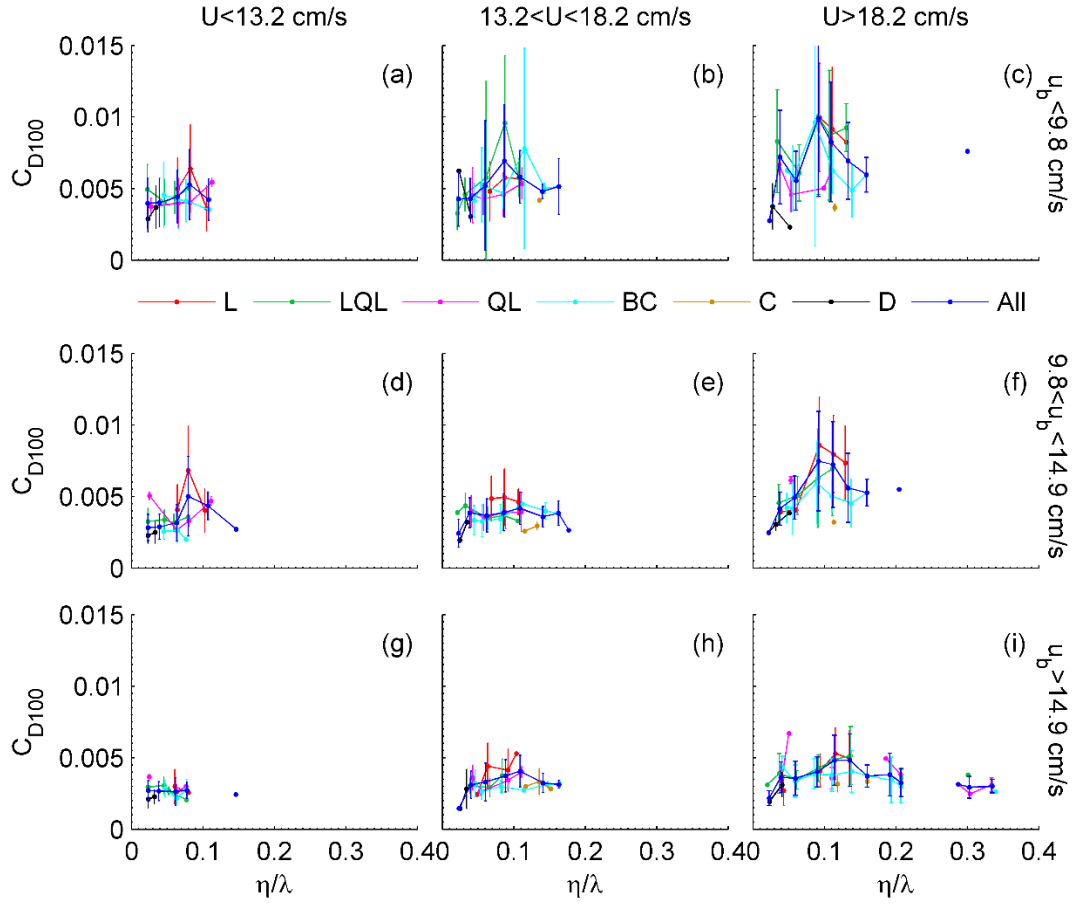 U<13.2 cm/s 13.2<U<18.2 cm/s U>18.2 cm/s
0.015
0.01
0.005
0
C_D100
(a) (b) (c)
u_b<9.8 cm/s
L LQL QL BC C D All
0.015
0.01
0.005
0
C_D100
(d) (e) (f)
9.8<u_b<14.9 cm/s
0.015
0.01
0.005
0
C_D100
(g) (h) (i)
u_b>14.9 cm/s
0 0.1 0.2 0.3 0.40 0.1 0.2 0.3 0.40 0.1 0.2 0.3 0.4
η/λ η/λ η/λ